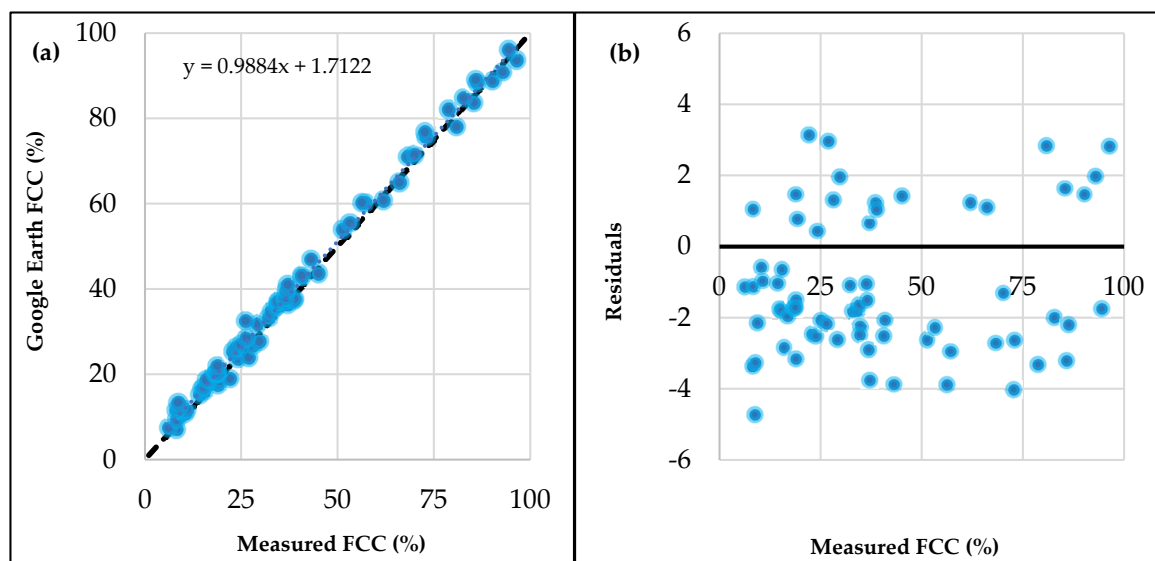 (a)
y = 0.9884x + 1.7122
100
80
60
40
20
0
0 25 50 75 100
Google Earth FCC (%)
Measured FCC (%)
(b)
6
4
2
0
-2
-4
-6
0 25 50 75 100
Residuals
Measured FCC (%)